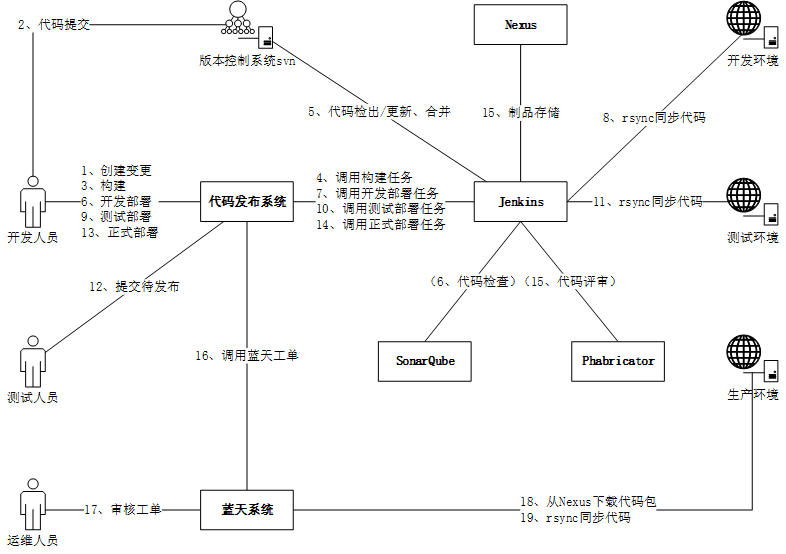 2、代码提交
版本控制系统svn
Nexus
开发环境
5、代码检出/更新、合并
15、制品存储
8、rsync同步代码
1、创建变更
3、构建
6、开发部署
9、测试部署
13、正式部署
开发人员
代码发布系统
4、调用构建任务
7、调用开发部署任务
10、调用测试部署任务
14、调用正式部署任务
Jenkins
11、rsync同步代码
测试环境
12、提交待发布
(6、代码检查)
(15、代码评审)
16、调用蓝天工单
SonarQube
Phabricator
测试人员
生产环境
17、审核工单
蓝天系统
18、从Nexus下载代码包
19、rsync同步代码
运维人员